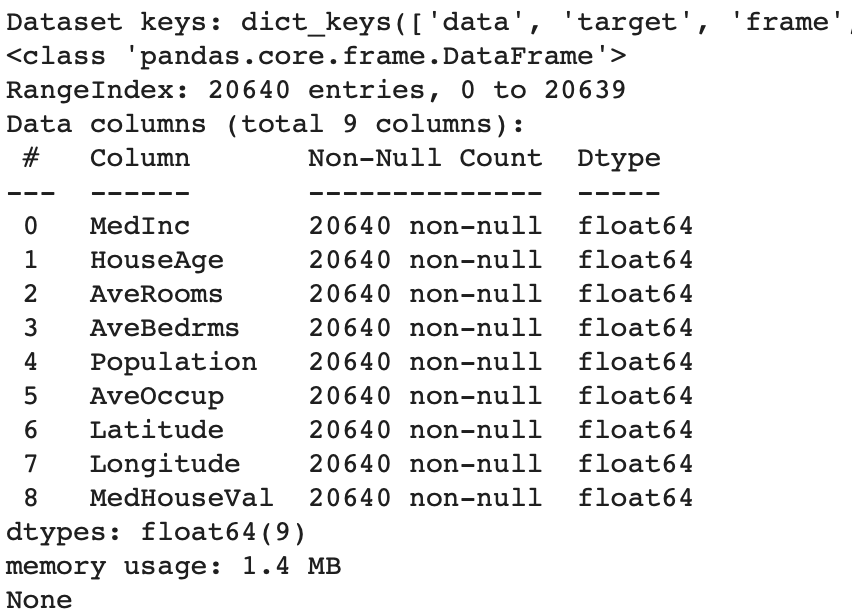 Dataset keys: dict_keys(['data', 'target', 'frame',
<class 'pandas.core.frame.DataFrame'>
RangeIndex: 20640 entries, 0 to 20639
Data columns (total 9 columns):
 #   Column       Non-Null Count  Dtype
---  ------       --------------  -----
 0   MedInc       20640 non-null  float64
 1   HouseAge     20640 non-null  float64
 2   AveRooms     20640 non-null  float64
 3   AveBedrms    20640 non-null  float64
 4   Population   20640 non-null  float64
 5   AveOccup     20640 non-null  float64
 6   Latitude     20640 non-null  float64
 7   Longitude    20640 non-null  float64
 8   MedHouseVal  20640 non-null  float64
dtypes: float64(9)
memory usage: 1.4 MB
None